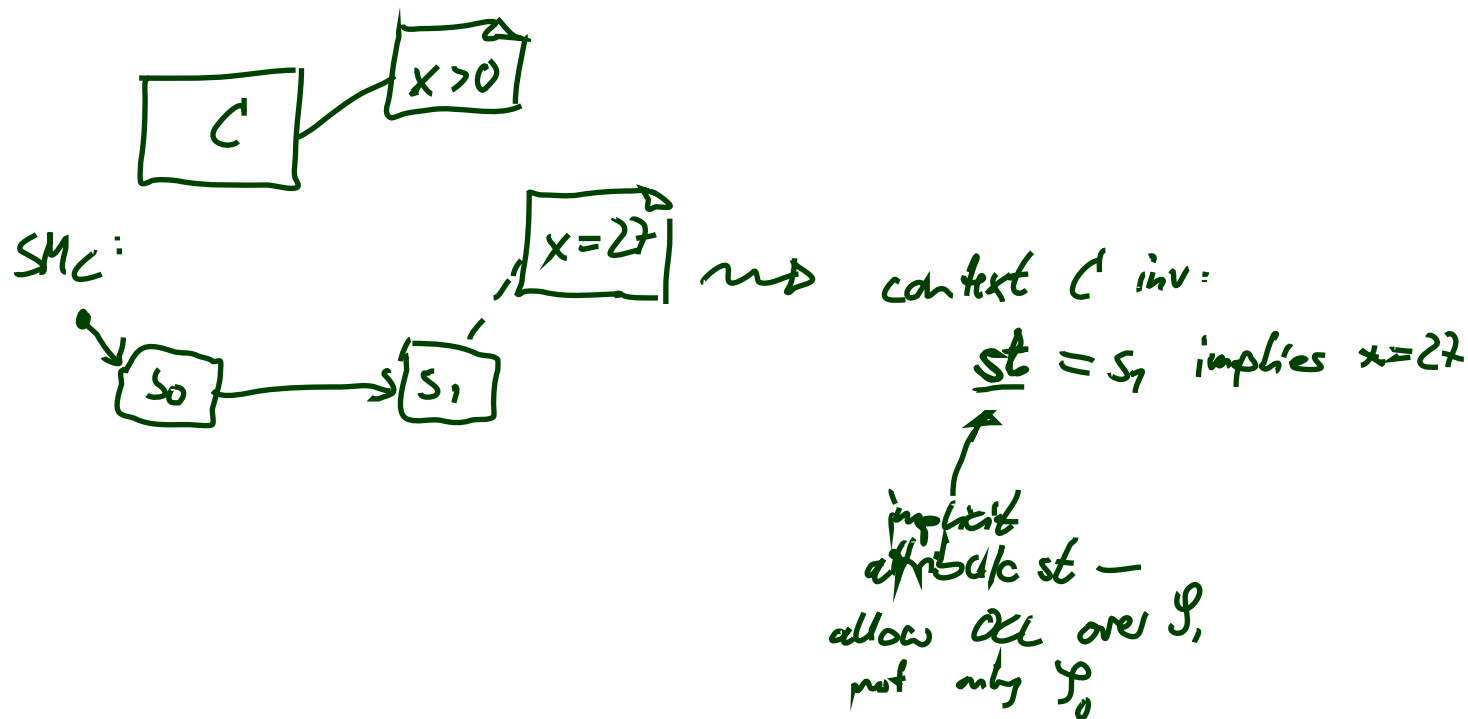 C
x>0
SM_C:
x=27
s₀
s₁
context C inv:
st = s₁ implies x=27
implicit
attribute st —
allow OCL over 𝒮,
not only 𝒮₀